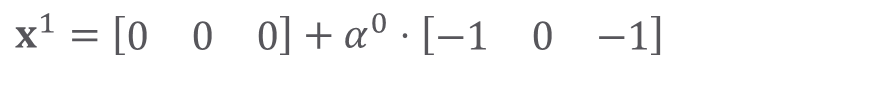 𝐱¹ = [0 0 0] + 𝛼⁰ · [−1 0 −1]